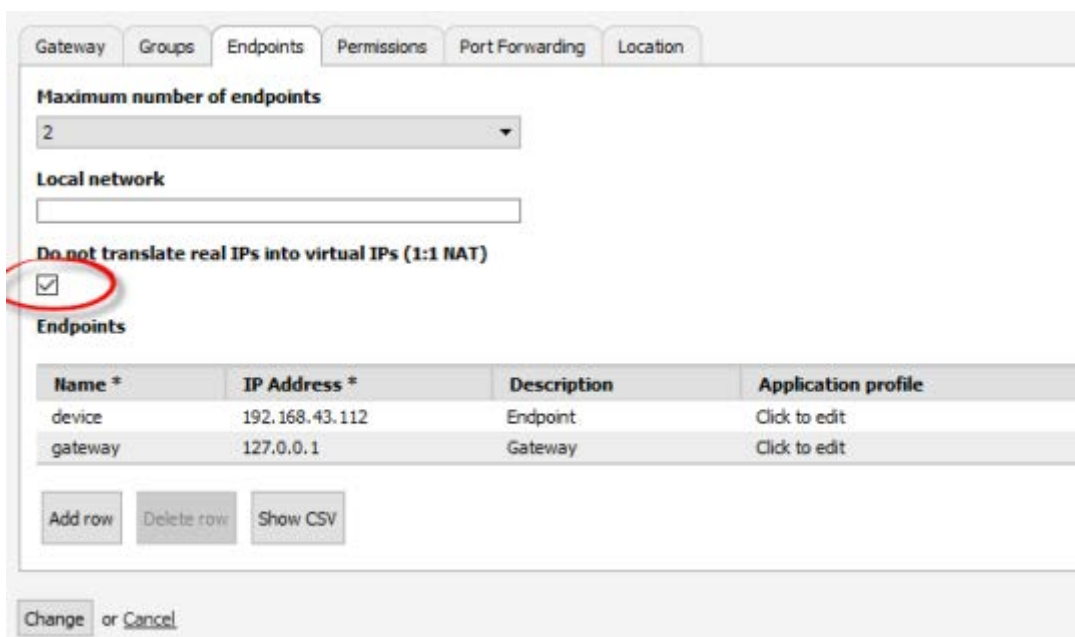 Gateway Groups Endpoints Permissions Port Forwarding Location
Maximum number of endpoints
2
Local network
Do not translate real IPs into virtual IPs (1:1 NAT)
Endpoints
Name * IP Address * Description Application profile
device 192.168.43.112 Endpoint Click to edit
gateway 127.0.0.1 Gateway Click to edit
Add row Delete row Show CSV
Change or Cancel